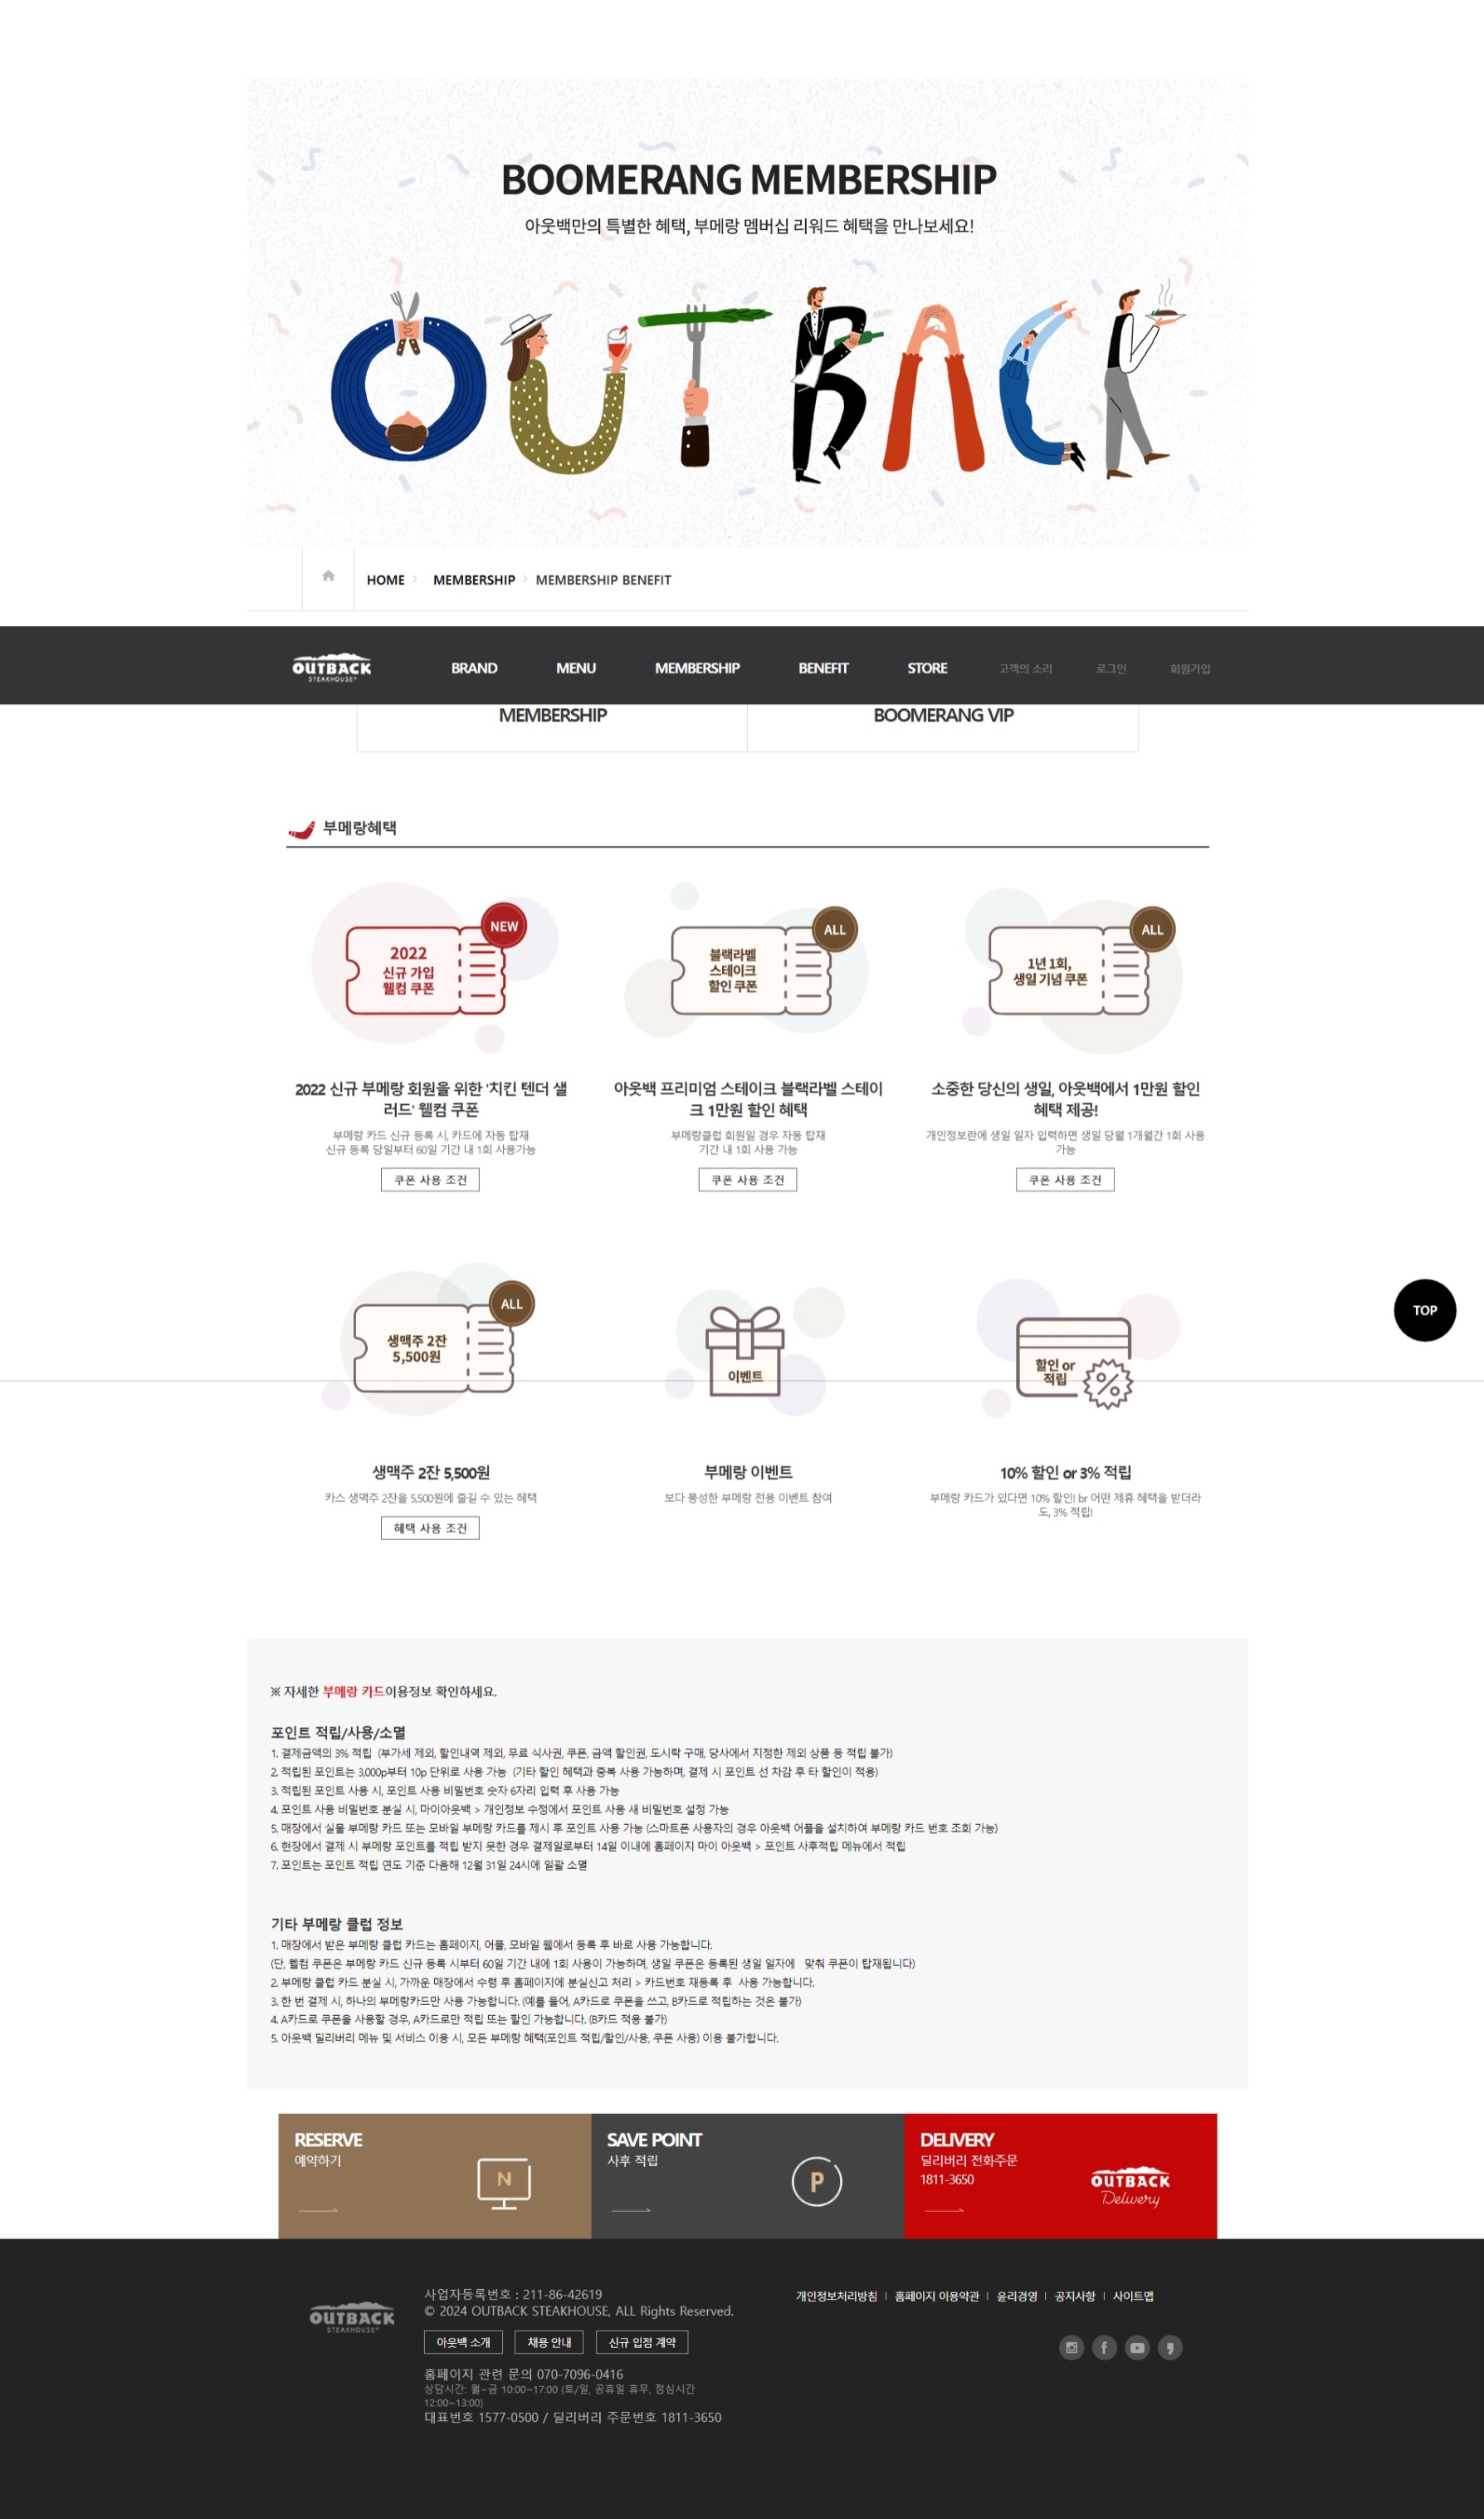 BOOMERANG MEMBERSHIP
아웃백만의 특별한 혜택, 부메랑 멤버십 리워드 혜택을 만나보세요!
OUTBACK
HOME > MEMBERSHIP > MEMBERSHIP BENEFIT
OUTBACK
STEAKHOUSE®
BRAND MENU MEMBERSHIP BENEFIT STORE 고객의 소리 로그인 회원가입
MEMBERSHIP BOOMERANG VIP
부메랑혜택
NEW
2022
신규 가입
웰컴 쿠폰
ALL
블랙라벨
스테이크
할인 쿠폰
ALL
1년 1회,
생일 기념 쿠폰
2022 신규 부메랑 회원을 위한 '치킨 텐더 샐
러드' 웰컴 쿠폰
부메랑 카드 신규 등록 시, 카드에 자동 탑재
신규 등록 당일부터 60일 기간 내 1회 사용가능
쿠폰 사용 조건
아웃백 프리미엄 스테이크 블랙라벨 스테이
크 1만원 할인 혜택
부메랑클럽 회원일 경우 자동 탑재
기간 내 1회 사용 가능
쿠폰 사용 조건
소중한 당신의 생일, 아웃백에서 1만원 할인
혜택 제공!
개인정보란에 생일 일자 입력하면 생일 당월 1개월간 1회 사용
가능
쿠폰 사용 조건
ALL
생맥주 2잔
5,500원
이벤트
할인 or
적립
TOP
생맥주 2잔 5,500원
카스 생맥주 2잔을 5,500원에 즐길 수 있는 혜택
혜택 사용 조건
부메랑 이벤트
보다 풍성한 부메랑 전용 이벤트 참여
10% 할인 or 3% 적립
부메랑 카드가 있다면 10% 할인! br 어떤 제휴 혜택을 받더라
도, 3% 적립!
※ 자세한 부메랑 카드이용정보 확인하세요.
포인트 적립/사용/소멸
1. 결제금액의 3% 적립 (부가세 제외, 할인내역 제외, 무료 식사권, 쿠폰, 금액 할인권, 도시락 구매, 당사에서 지정한 제외 상품 등 적립 불가)
2. 적립된 포인트는 3,000p부터 10p 단위로 사용 가능 (기타 할인 혜택과 중복 사용 가능하며, 결제 시 포인트 선 차감 후 타 할인이 적용)
3. 적립된 포인트 사용 시, 포인트 사용 비밀번호 숫자 6자리 입력 후 사용 가능
4. 포인트 사용 비밀번호 분실 시, 마이아웃백 > 개인정보 수정에서 포인트 사용 새 비밀번호 설정 가능
5. 매장에서 실물 부메랑 카드 또는 모바일 부메랑 카드를 제시 후 포인트 사용 가능 (스마트폰 사용자의 경우 아웃백 어플을 설치하여 부메랑 카드 번호 조회 가능)
6. 현장에서 결제 시 부메랑 포인트를 적립 받지 못한 경우 결제일로부터 14일 이내에 홈페이지 마이 아웃백 > 포인트 사후적립 메뉴에서 적립
7. 포인트는 포인트 적립 연도 기준 다음해 12월 31일 24시에 일괄 소멸
기타 부메랑 클럽 정보
1. 매장에서 받은 부메랑 클럽 카드는 홈페이지, 어플, 모바일 웹에서 등록 후 바로 사용 가능합니다.
(단, 웰컴 쿠폰은 부메랑 카드 신규 등록 시부터 60일 기간 내에 1회 사용이 가능하며, 생일 쿠폰은 등록된 생일 일자에 맞춰 쿠폰이 탑재됩니다)
2. 부메랑 클럽 카드 분실 시, 가까운 매장에서 수령 후 홈페이지에 분실신고 처리 > 카드번호 재등록 후 사용 가능합니다.
3. 한 번 결제 시, 하나의 부메랑카드만 사용 가능합니다. (예를 들어, A카드로 쿠폰을 쓰고, B카드로 적립하는 것은 불가)
4. A카드로 쿠폰을 사용할 경우, A카드로만 적립 또는 할인 가능합니다. (B카드 적용 불가)
5. 아웃백 딜리버리 메뉴 및 서비스 이용 시, 모든 부메랑 혜택(포인트 적립/할인/사용, 쿠폰 사용) 이용 불가합니다.
RESERVE
예약하기
N
SAVE POINT
사후 적립
P
DELIVERY
딜리버리 전화주문
1811-3650
OUTBACK
Delivery
OUTBACK
STEAKHOUSE®
사업자등록번호 : 211-86-42619
© 2024 OUTBACK STEAKHOUSE, ALL Rights Reserved.
아웃백 소개 채용 안내 신규 입점 계약
홈페이지 관련 문의 070-7096-0416
상담시간: 월~금 10:00~17:00 (토/일, 공휴일 휴무, 점심시간
12:00~13:00)
대표번호 1577-0500 / 딜리버리 주문번호 1811-3650
개인정보처리방침 | 홈페이지 이용약관 | 윤리경영 | 공지사항 | 사이트맵